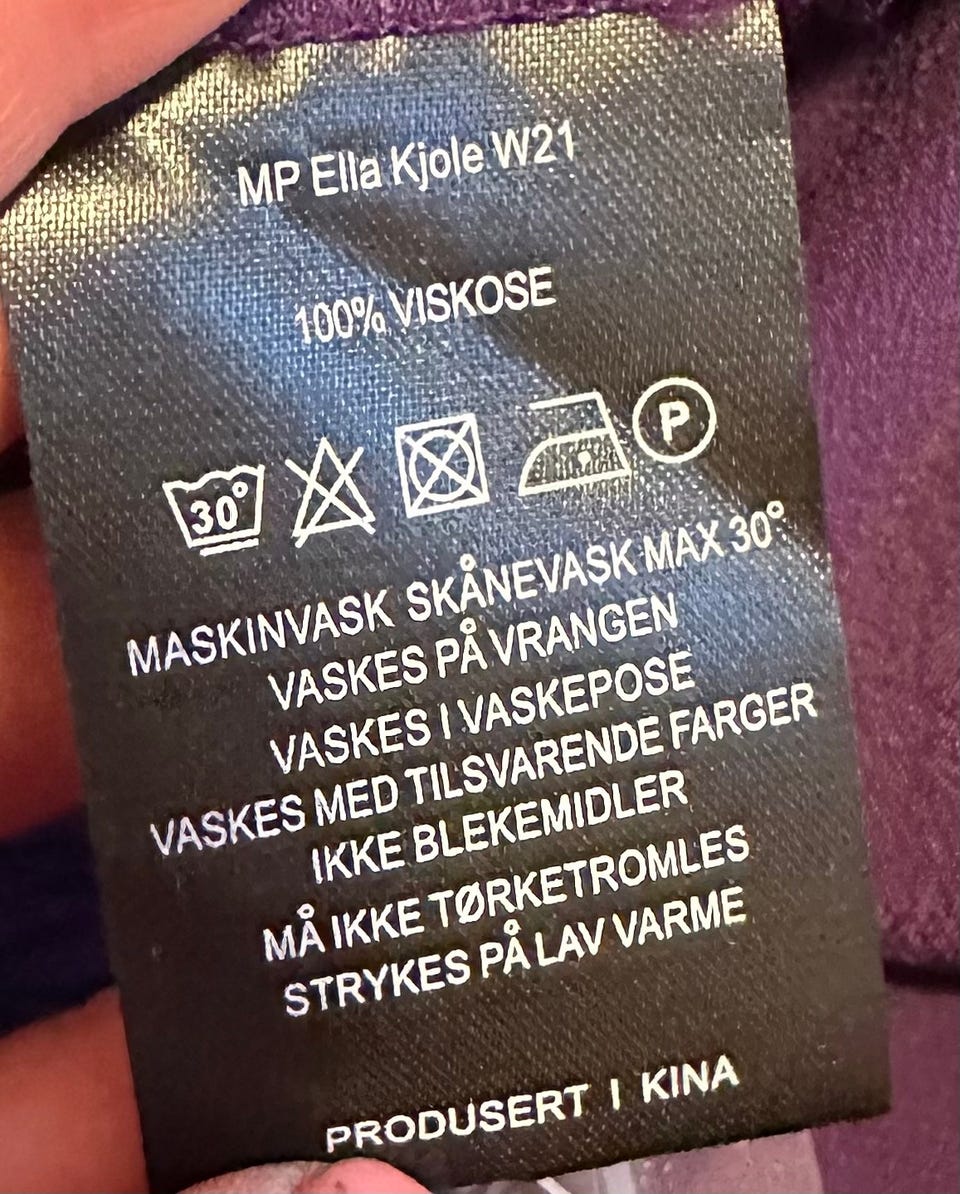 MP Ella Kjole W21
100% VISKOSE
30° P
MASKINVASK SKÅNEVASK MAX 30°
VASKES PÅ VRANGEN
VASKES I VASKEPOSE
VASKES MED TILSVARENDE FARGER
IKKE BLEKEMIDLER
MÅ IKKE TØRKETROMLES
STRYKES PÅ LAV VARME
PRODUSERT I KINA